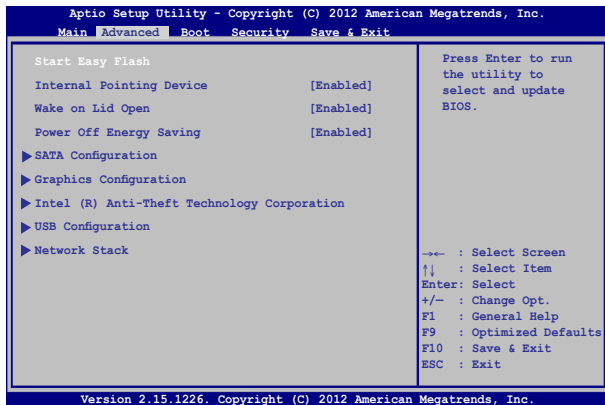 Aptio Setup Utility - Copyright (C) 2012 American Megatrends, Inc.
Main Advanced Boot Security Save & Exit
Start Easy Flash
Internal Pointing Device [Enabled]
Wake on Lid Open [Enabled]
Power Off Energy Saving [Enabled]
SATA Configuration
Graphics Configuration
Intel (R) Anti-Theft Technology Corporation
USB Configuration
Network Stack
Press Enter to run
the utility to
select and update
BIOS.
→← : Select Screen
↑↓ : Select Item
Enter: Select
+/— : Change Opt.
F1 : General Help
F9 : Optimized Defaults
F10 : Save & Exit
ESC : Exit
Version 2.15.1226. Copyright (C) 2012 American Megatrends, Inc.